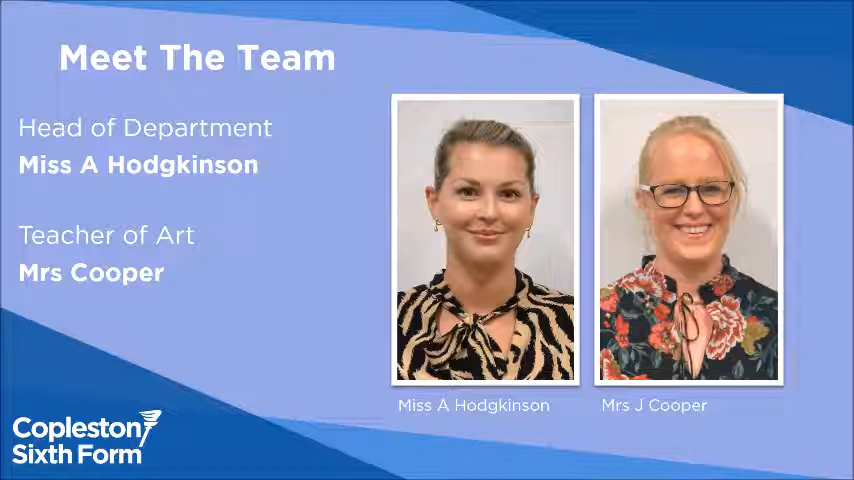 Meet The Team
Head of Department
Miss A Hodgkinson
Teacher of Art
Mrs Cooper
Miss A Hodgkinson
Mrs J Cooper
Copleston
Sixth Form